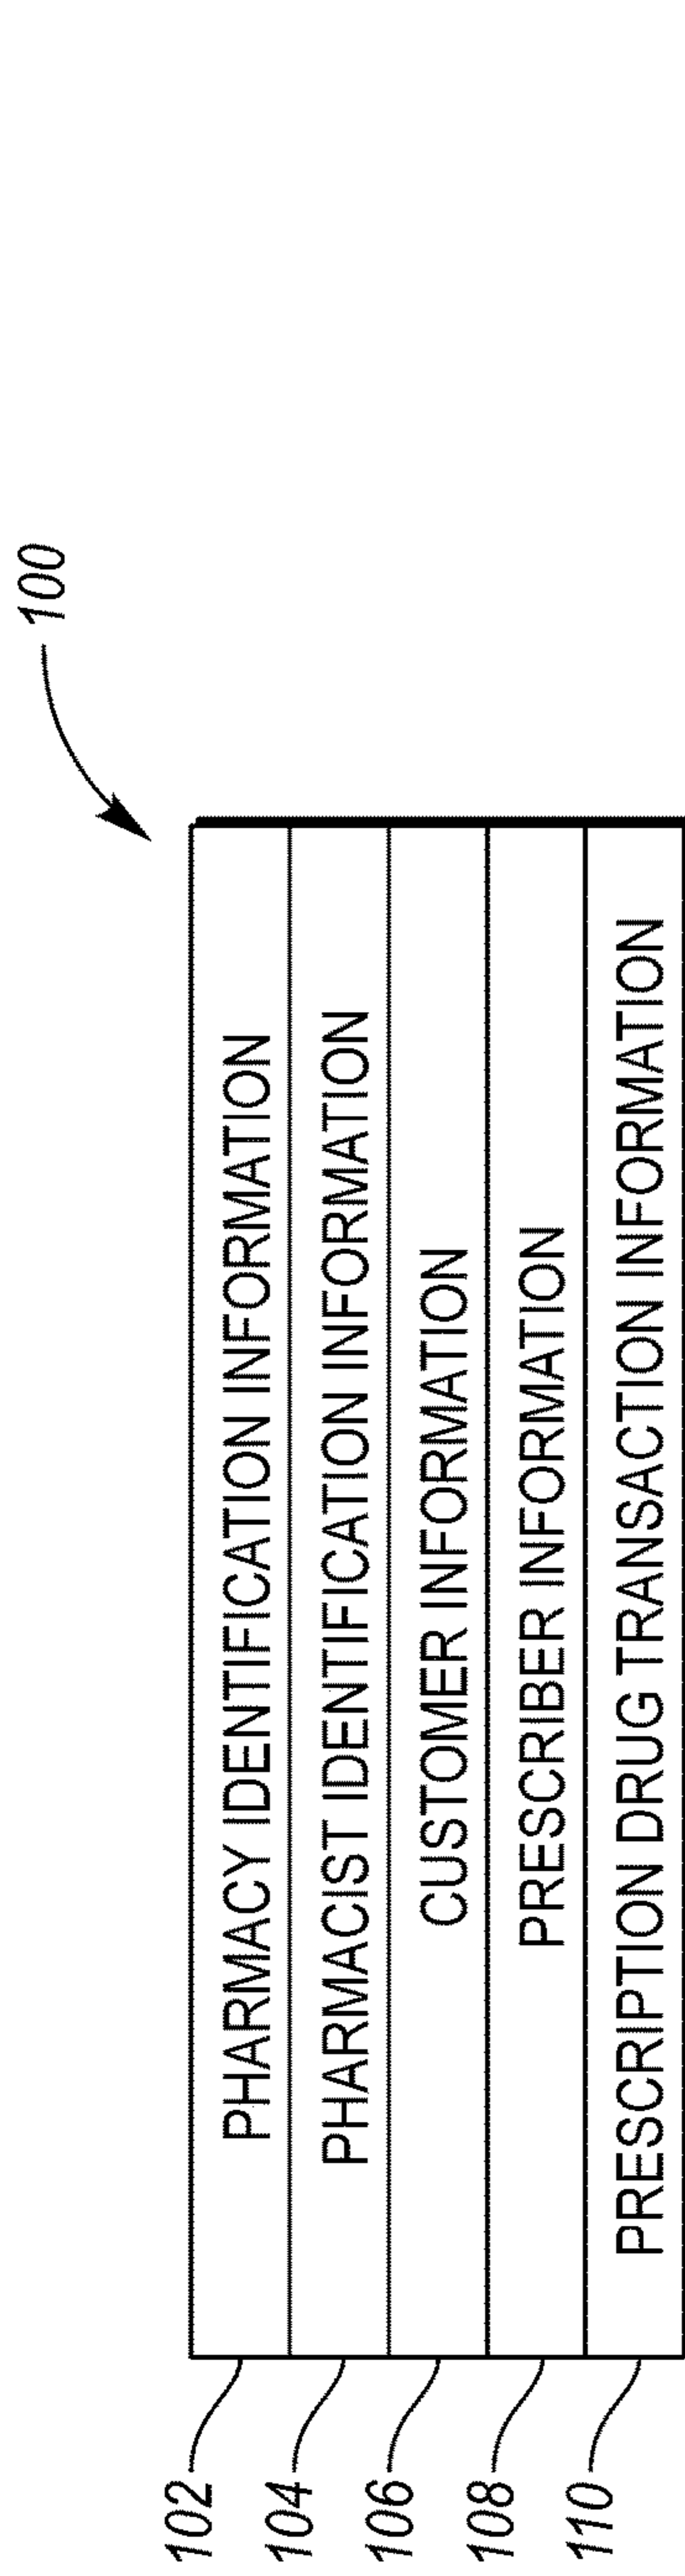 100
102 PHARMACY IDENTIFICATION INFORMATION
104 PHARMACIST IDENTIFICATION INFORMATION
106 CUSTOMER INFORMATION
108 PRESCRIBER INFORMATION
110 PRESCRIPTION DRUG TRANSACTION INFORMATION